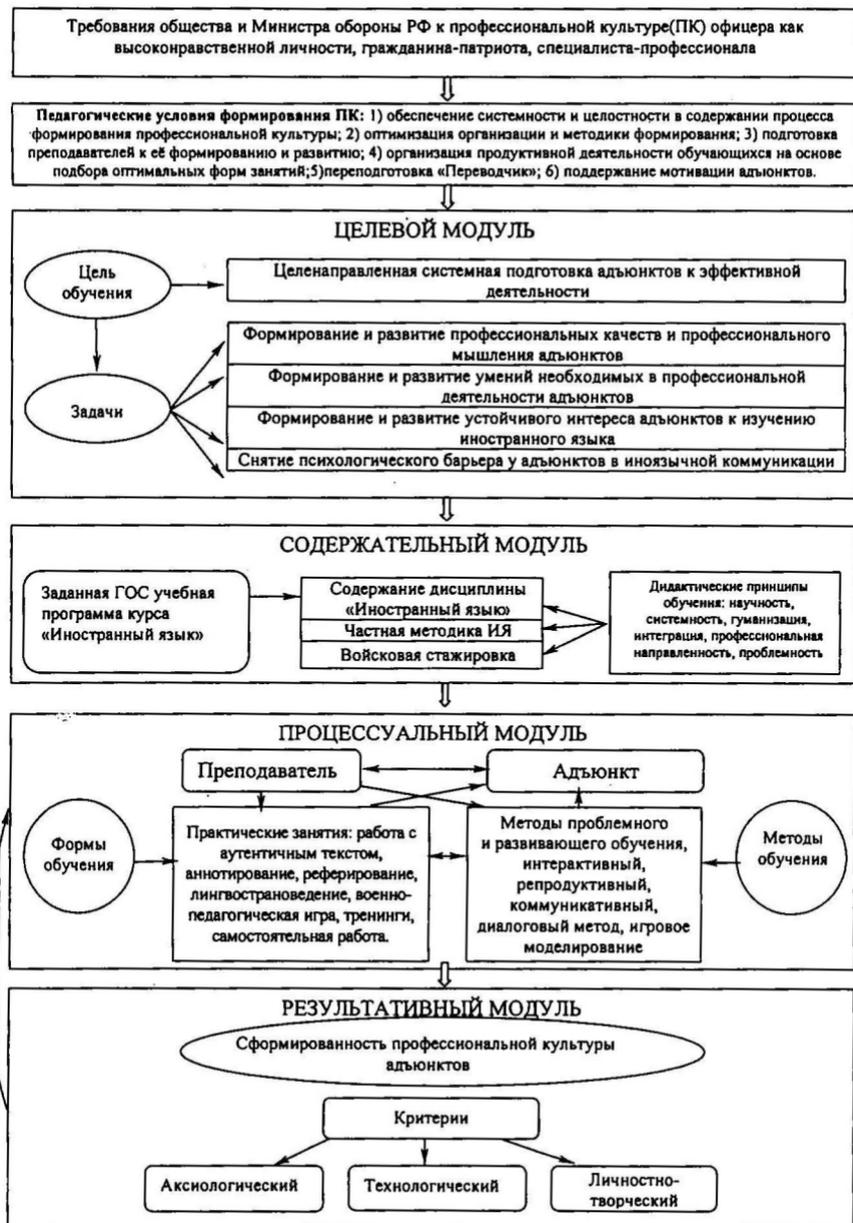 Требования общества и Министра обороны РФ к профессиональной культуре(ПК) офицера как
высоконравственной личности, гражданина-патриота, специалиста-профессионала
Педагогические условия формирования ПК: 1) обеспечение системности и целостности в содержании процесса
формирования профессиональной культуры; 2) оптимизация организации и методики формирования; 3) подготовка
преподавателей к её формированию и развитию; 4) организация продуктивной деятельности обучающихся на основе
подбора оптимальных форм занятий;5)переподготовка «Переводчик»; 6) поддержание мотивации адъюнктов.
ЦЕЛЕВОЙ МОДУЛЬ
Цель
обучения
Целенаправленная системная подготовка адъюнктов к эффективной
деятельности
Задачи
Формирование и развитие профессиональных качеств и профессионального
мышления адъюнктов
Формирование и развитие умений необходимых в профессиональной
деятельности адъюнктов
Формирование и развитие устойчивого интереса адъюнктов к изучению
иностранного языка
Снятие психологического барьера у адъюнктов в иноязычной коммуникации
СОДЕРЖАТЕЛЬНЫЙ МОДУЛЬ
Заданная ГОС учебная
программа курса
«Иностранный язык»
Содержание дисциплины
«Иностранный язык»
Частная методика ИЯ
Войсковая стажировка
Дидактические принципы
обучения: научность,
системность, гуманизация,
интеграция, профессиональная
направленность, проблемность
ПРОЦЕССУАЛЬНЫЙ МОДУЛЬ
Преподаватель
Адъюнкт
Формы
обучения
Практические занятия: работа с
аутентичным текстом,
аннотирование, реферирование,
лингвострановедение, военно-
педагогическая игра, тренинги,
самостоятельная работа.
Методы проблемного
и развивающего обучения,
интерактивный,
репродуктивный,
коммуникативный,
диалоговый метод, игровое
моделирование
Методы
обучения
РЕЗУЛЬТАТИВНЫЙ МОДУЛЬ
Сформированность профессиональной культуры
адъюнктов
Критерии
Аксиологический
Технологический
Личностно-
творческий